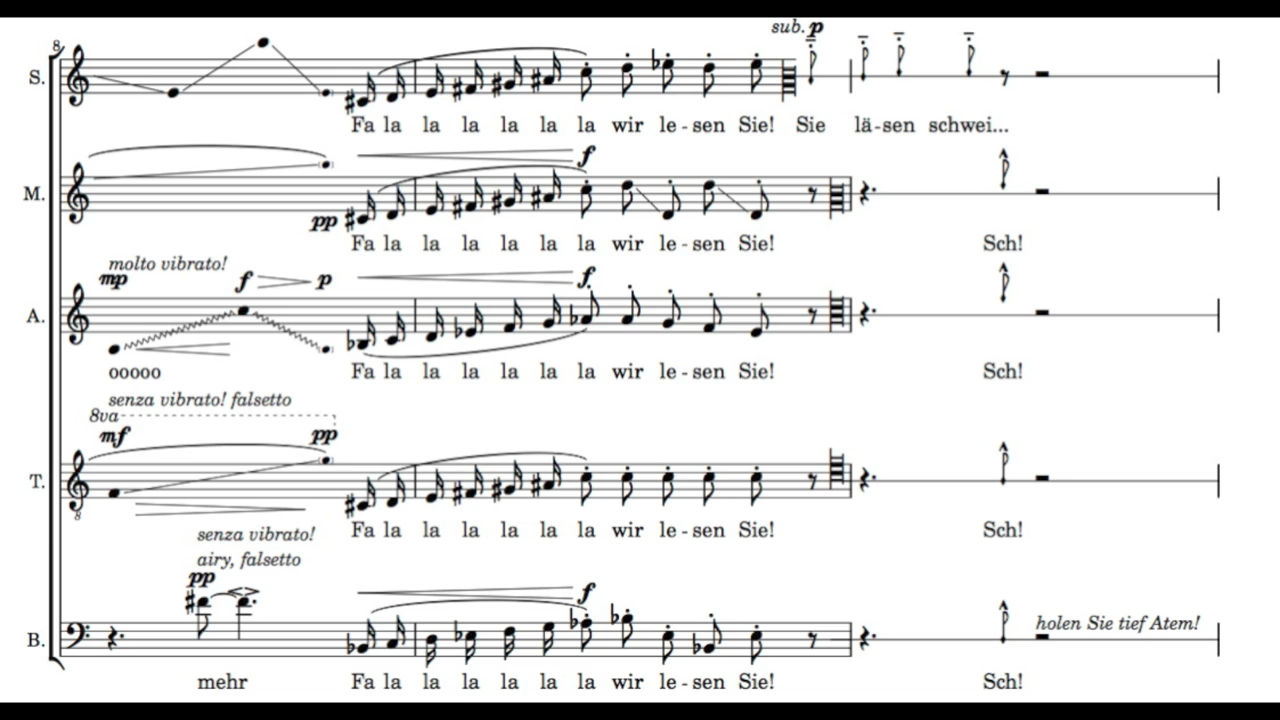 sub. p
8
S.
Fa la la la la la la wir le - sen Sie! Sie lä-sen schwei...
f
M.
pp
Fa la la la la la la wir le - sen Sie! Sch!
molto vibrato!
mp f p f
A.
ooooo Fa la la la la la la wir le - sen Sie! Sch!
senza vibrato! falsetto
8va
mf pp
T.
8
Fa la la la la la la wir le - sen Sie! Sch!
senza vibrato!
airy, falsetto
pp f
B.
holen Sie tief Atem!
mehr Fa la la la la la la wir le - sen Sie! Sch!